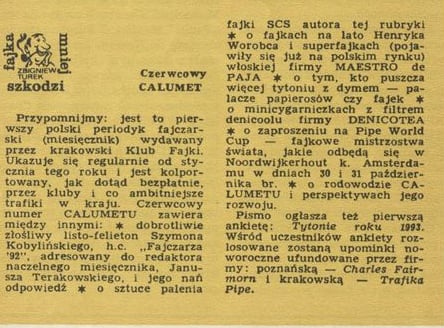 fajka
mniej
ZBIGNIEW
TUREK
szkodzi
Czerwcowy
CALUMET
Przypomnijmy: jest to pier-
wszy polski periodyk fajczar-
ski (miesięcznik) wydawany
przez krakowski Klub Fajki.
Ukazuje się regularnie od sty-
cznia tego roku i jest kolpor-
towany, jak dotąd bezpłatnie,
przez kluby i co ambitniejsze
trafiki w kraju. Czerwcowy
numer CALUMETU zawiera
między innymi: ✷ dobrotliwie
złośliwy listo-felieton Szymona
Kobylińskiego, h.c. „Fajczarza
'92", adresowany do redaktora
naczelnego miesięcznika, Janu-
sza Terakowskiego, i jego nań
odpowiedź ✷ o sztuce palenia
fajki SCS autora tej rubryki
✷ o fajkach na lato Henryka
Worobca i superfajkach (poja-
wiły się już na polskim rynku)
włoskiej firmy MAESTRO de
PAJA ✷ o tym, kto puszcza
więcej tytoniu z dymem — pa-
lacze papierosów czy fajek ✷
o minicygarniczkach z filtrem
denicoolu firmy DENICOTEA
✷ o zaproszeniu na Pipe World
Cup — fajkowe mistrzostwa
świata, jakie odbędą się w
Noordwijkerhout k. Amsterda-
mu w dniach 30 i 31 paździer-
nika br. ✷ o rodowodzie CA-
LUMETU i perspektywach jego
rozwoju.
Pismo ogłasza też pierwszą
ankietę: Tytonie roku 1993.
Wśród uczestników ankiety roz-
losowane zostaną upominki no-
woroczne ufundowane przez fir-
my: poznańską — Charles Fair-
morn i krakowską — Trafika
Pipe.